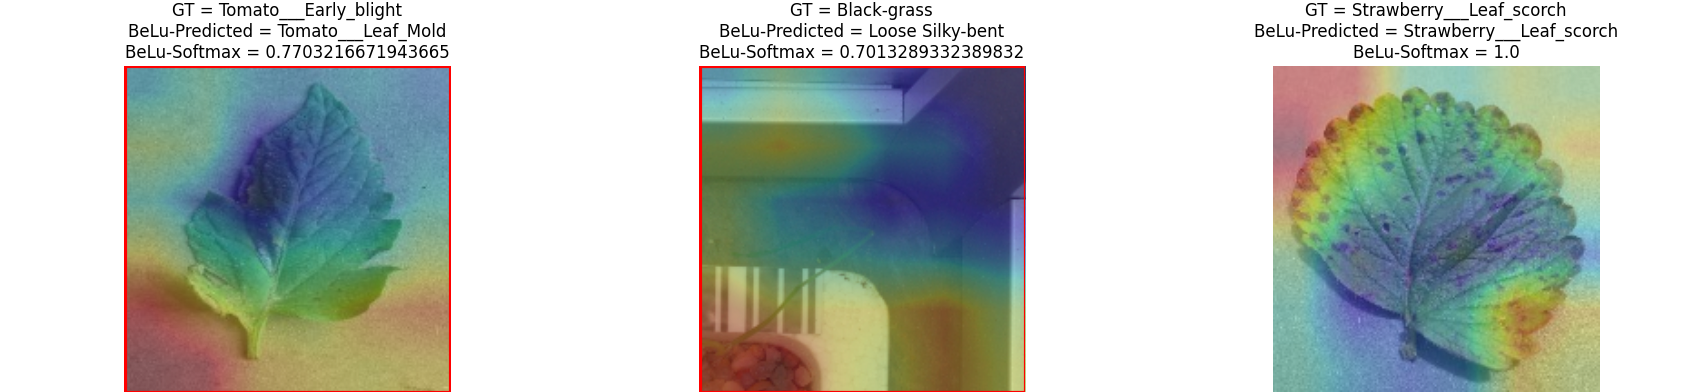 GT = Tomato___Early_blight
BeLu-Predicted = Tomato___Leaf_Mold
BeLu-Softmax = 0.7703216671943665
GT = Black-grass
BeLu-Predicted = Loose Silky-bent
BeLu-Softmax = 0.7013289332389832
GT = Strawberry___Leaf_scorch
BeLu-Predicted = Strawberry___Leaf_scorch
BeLu-Softmax = 1.0